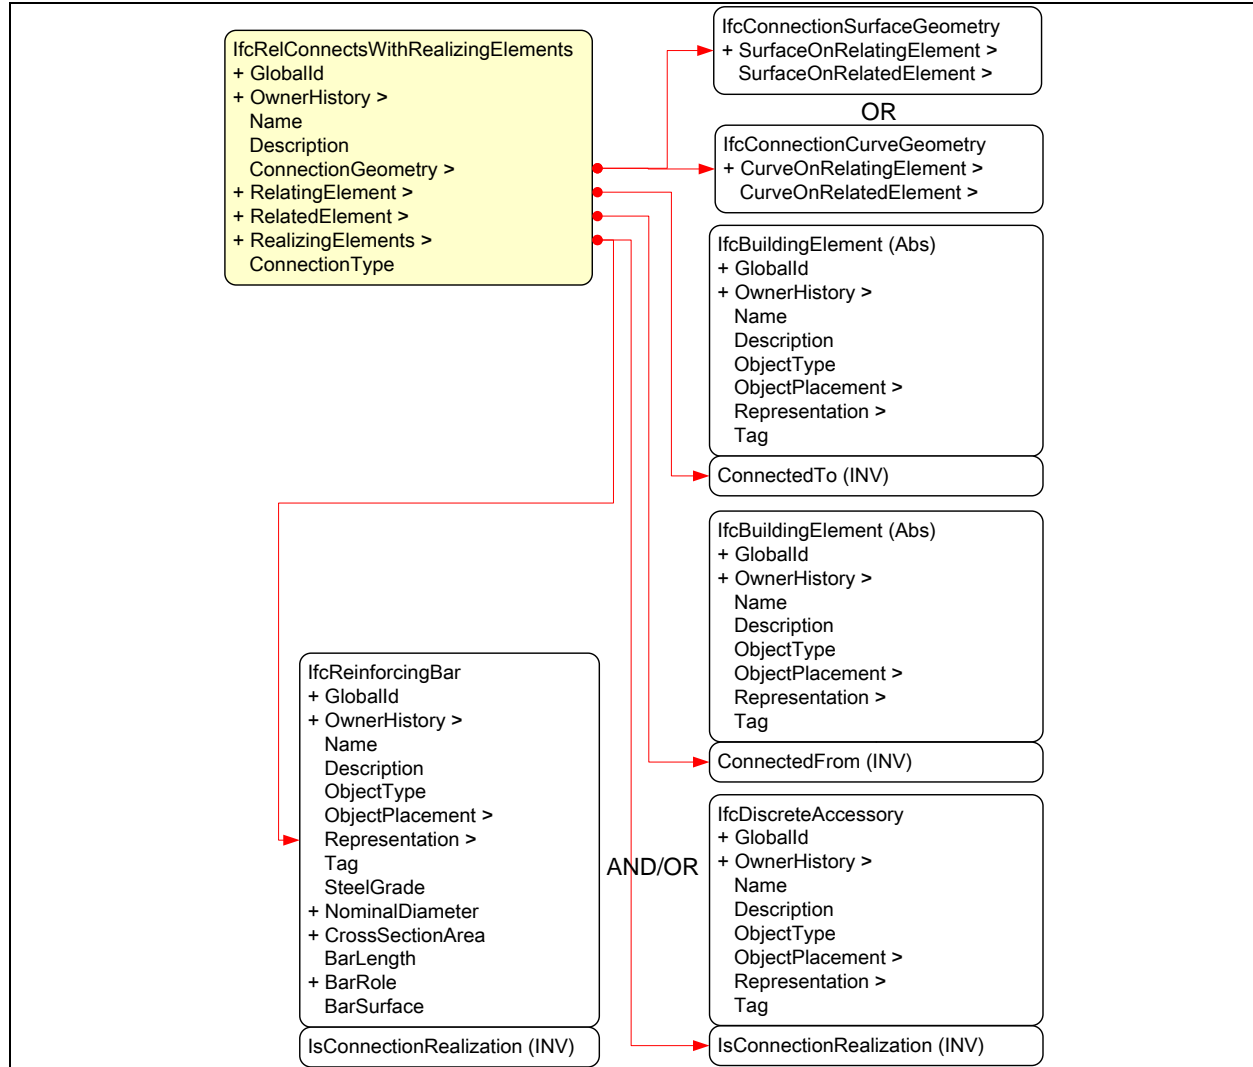 IfcRelConnectsWithRealizingElements
+ GlobalId
+ OwnerHistory >
Name
Description
ConnectionGeometry >
+ RelatingElement >
+ RelatedElement >
+ RealizingElements >
ConnectionType
IfcConnectionSurfaceGeometry
+ SurfaceOnRelatingElement >
SurfaceOnRelatedElement >
OR
IfcConnectionCurveGeometry
+ CurveOnRelatingElement >
CurveOnRelatedElement >
IfcBuildingElement (Abs)
+ GlobalId
+ OwnerHistory >
Name
Description
ObjectType
ObjectPlacement >
Representation >
Tag
ConnectedTo (INV)
IfcBuildingElement (Abs)
+ GlobalId
+ OwnerHistory >
Name
Description
ObjectType
ObjectPlacement >
Representation >
Tag
ConnectedFrom (INV)
IfcReinforcingBar
+ GlobalId
+ OwnerHistory >
Name
Description
ObjectType
ObjectPlacement >
Representation >
Tag
SteelGrade
+ NominalDiameter
+ CrossSectionArea
BarLength
+ BarRole
BarSurface
IsConnectionRealization (INV)
AND/OR
IfcDiscreteAccessory
+ GlobalId
+ OwnerHistory >
Name
Description
ObjectType
ObjectPlacement >
Representation >
Tag
IsConnectionRealization (INV)